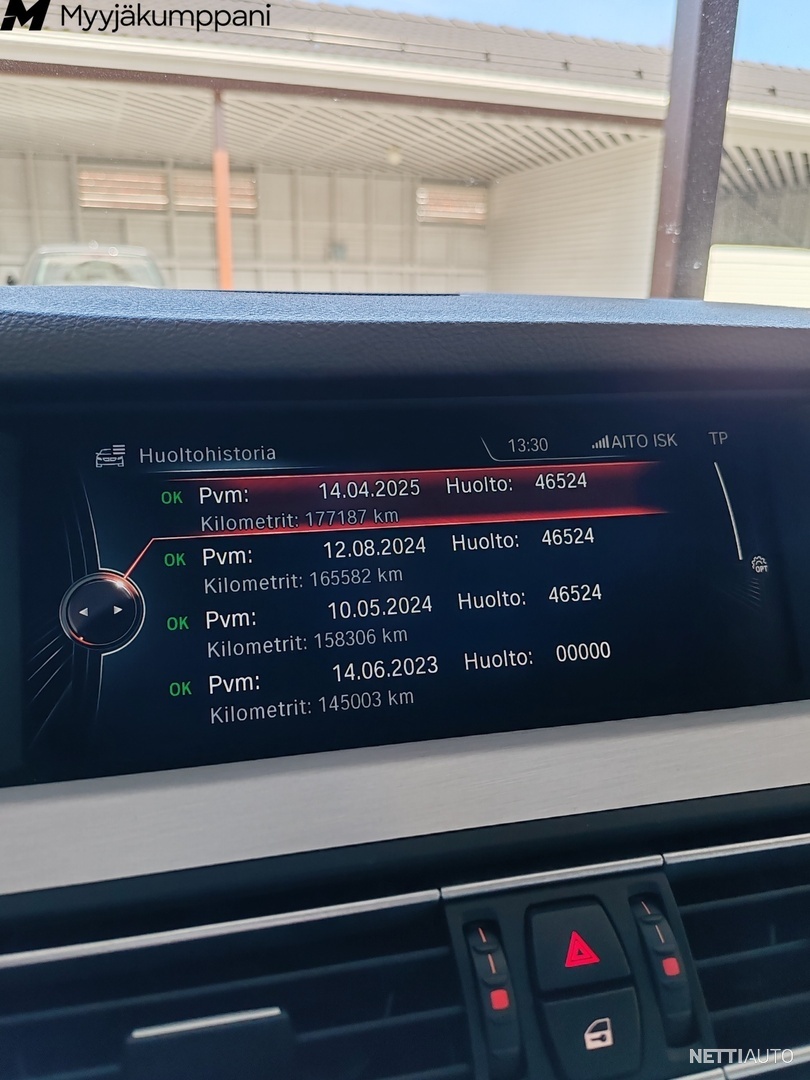 Myyjäkumppani
Huoltohistoria 13:30 AITO ISK TP
OK Pvm: 14.04.2025 Huolto: 46524
Kilometrit: 177187 km
OK Pvm: 12.08.2024 Huolto: 46524
Kilometrit: 165582 km
OK Pvm: 10.05.2024 Huolto: 46524
Kilometrit: 158306 km
OK Pvm: 14.06.2023 Huolto: 00000
Kilometrit: 145003 km
OPT
NETTIAUTO